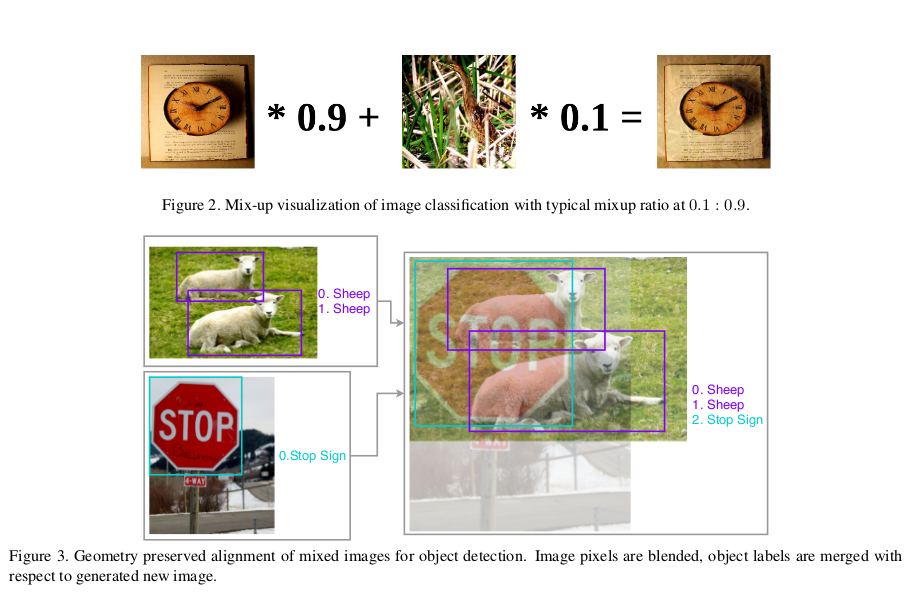 * 0.9 + * 0.1 =
Figure 2. Mix-up visualization of image classification with typical mixup ratio at 0.1 : 0.9.
0. Sheep
1. Sheep
STOP
4-WAY
0.Stop Sign
STOP
0. Sheep
1. Sheep
2. Stop Sign
4-WAY
Figure 3. Geometry preserved alignment of mixed images for object detection. Image pixels are blended, object labels are merged with
respect to generated new image.